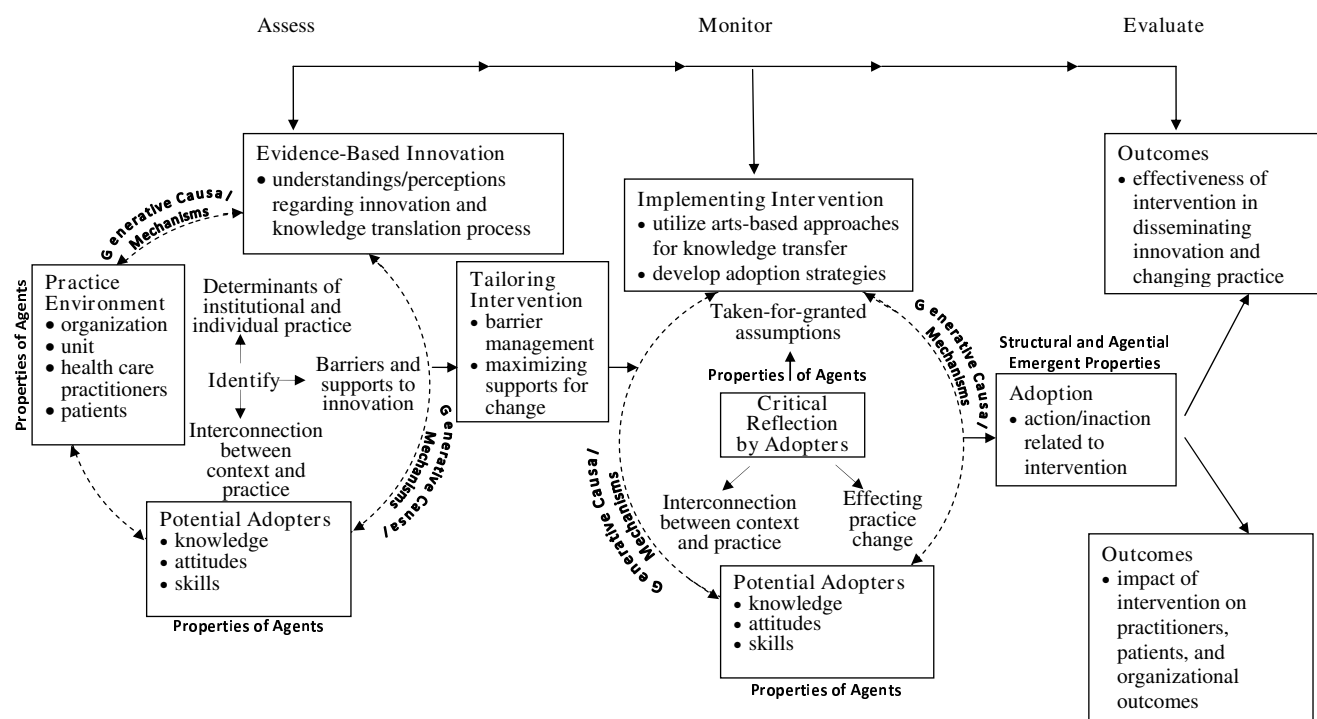 Assess
Monitor
Evaluate
Evidence-Based Innovation
• understandings/perceptions
regarding innovation and
knowledge translation process
Generative Causal
Mechanisms
Properties of Agents
Practice
Environment
• organization
• unit
• health care
practitioners
• patients
Determinants of
institutional and
individual practice
Identify
Barriers and
supports to
innovation
Interconnection
between
context and
practice
Generative Causal
Mechanisms
Potential Adopters
• knowledge
• attitudes
• skills
Properties of Agents
Tailoring
Intervention
• barrier
management
• maximizing
supports for
change
Implementing Intervention
• utilize arts-based approaches
for knowledge transfer
• develop adoption strategies
Taken-for-granted
assumptions
Properties of Agents
Critical
Reflection
by Adopters
Interconnection
between context
and practice
Effecting
practice
change
Generative Causal
Mechanisms
Generative Causal
Mechanisms
Potential Adopters
• knowledge
• attitudes
• skills
Properties of Agents
Structural and Agential
Emergent Properties
Adoption
• action/inaction
related to
intervention
Outcomes
• effectiveness of
intervention in
disseminating
innovation and
changing practice
Outcomes
• impact of
intervention on
practitioners,
patients, and
organizational
outcomes